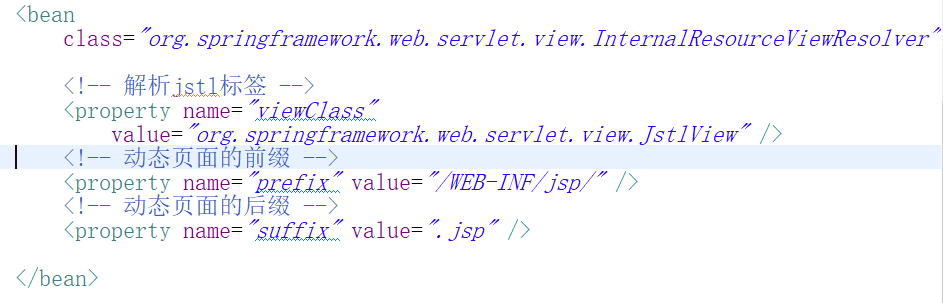 <bean
class="org.springframework.web.servlet.view.InternalResourceViewResolver"
<!-- 解析jstl标签 -->
<property name="viewClass"
value="org.springframework.web.servlet.view.JstlView" />
<!-- 动态页面的前缀 -->
<property name="prefix" value="/WEB-INF/jsp/" />
<!-- 动态页面的后缀 -->
<property name="suffix" value=".jsp" />
</bean>